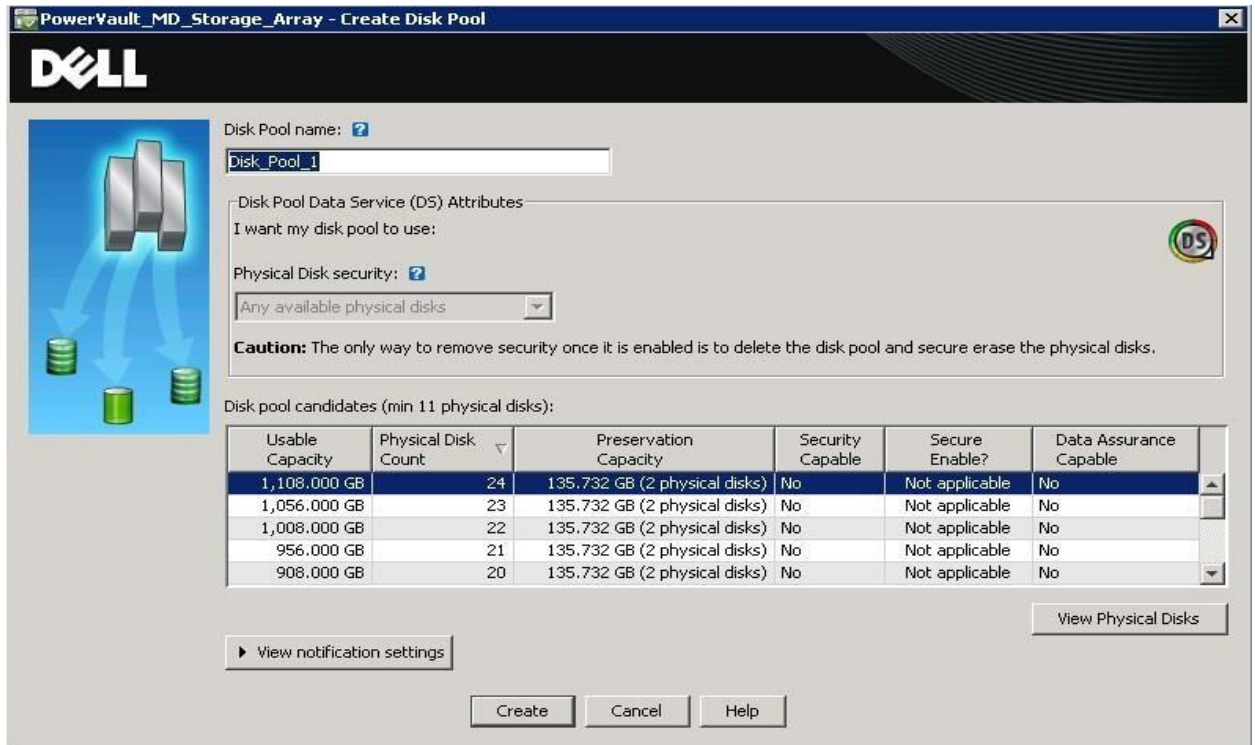 PowerVault_MD_Storage_Array - Create Disk Pool
DELL
Disk Pool name:
Disk_Pool_1
Disk Pool Data Service (DS) Attributes
I want my disk pool to use:
DS
Physical Disk security:
Any available physical disks
Caution: The only way to remove security once it is enabled is to delete the disk pool and secure erase the physical disks.
Disk pool candidates (min 11 physical disks):
Usable Capacity Physical Disk Count Preservation Capacity Security Capable Secure Enable? Data Assurance Capable
1,108.000 GB 24 135.732 GB (2 physical disks) No Not applicable No
1,056.000 GB 23 135.732 GB (2 physical disks) No Not applicable No
1,008.000 GB 22 135.732 GB (2 physical disks) No Not applicable No
956.000 GB 21 135.732 GB (2 physical disks) No Not applicable No
908.000 GB 20 135.732 GB (2 physical disks) No Not applicable No
View Physical Disks
View notification settings
Create Cancel Help